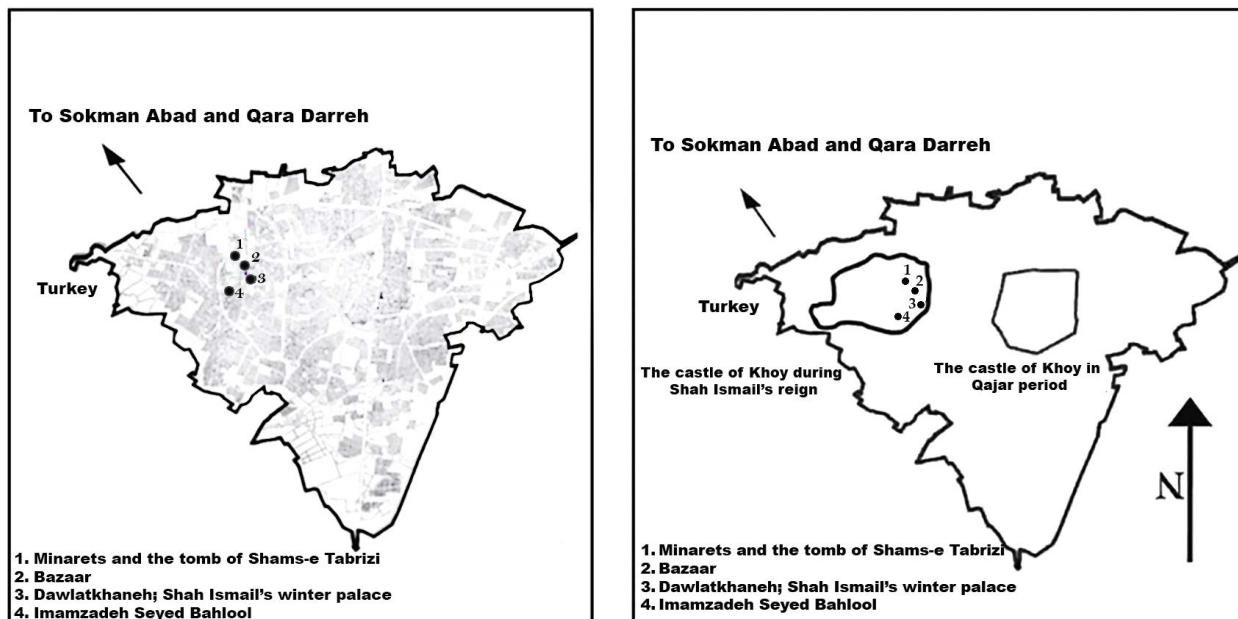 To Sokman Abad and Qara Darreh
1
2
3
4
Turkey
1. Minarets and the tomb of Shams-e Tabrizi
2. Bazaar
3. Dawlatkhaneh; Shah Ismail's winter palace
4. Imamzadeh Seyed Bahlool
To Sokman Abad and Qara Darreh
1
2
3
4
Turkey
The castle of Khoy during
Shah Ismail's reign
The castle of Khoy in
Qajar period
N
1. Minarets and the tomb of Shams-e Tabrizi
2. Bazaar
3. Dawlatkhaneh; Shah Ismail's winter palace
4. Imamzadeh Seyed Bahlool